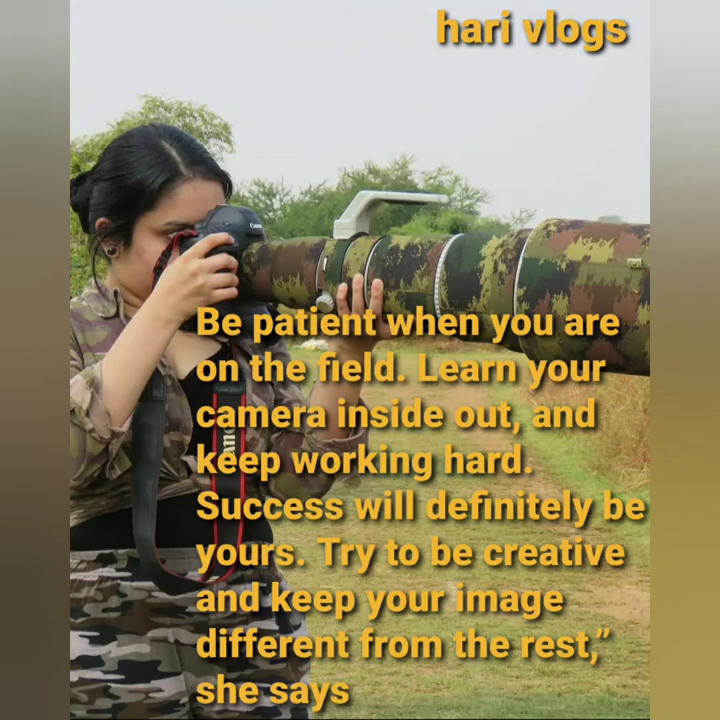 hari vlogs
Canon
Be patient when you are
on the field. Learn your
camera inside out, and
keep working hard.
Success will definitely be
yours. Try to be creative
and keep your image
different from the rest,”
she says